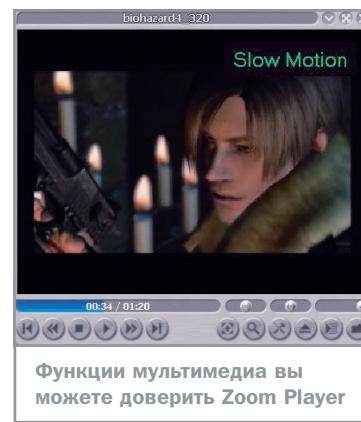 biohazard4_320
Slow Motion
00:34 / 01:20
Функции мультимедиа вы
можете доверить Zoom Player